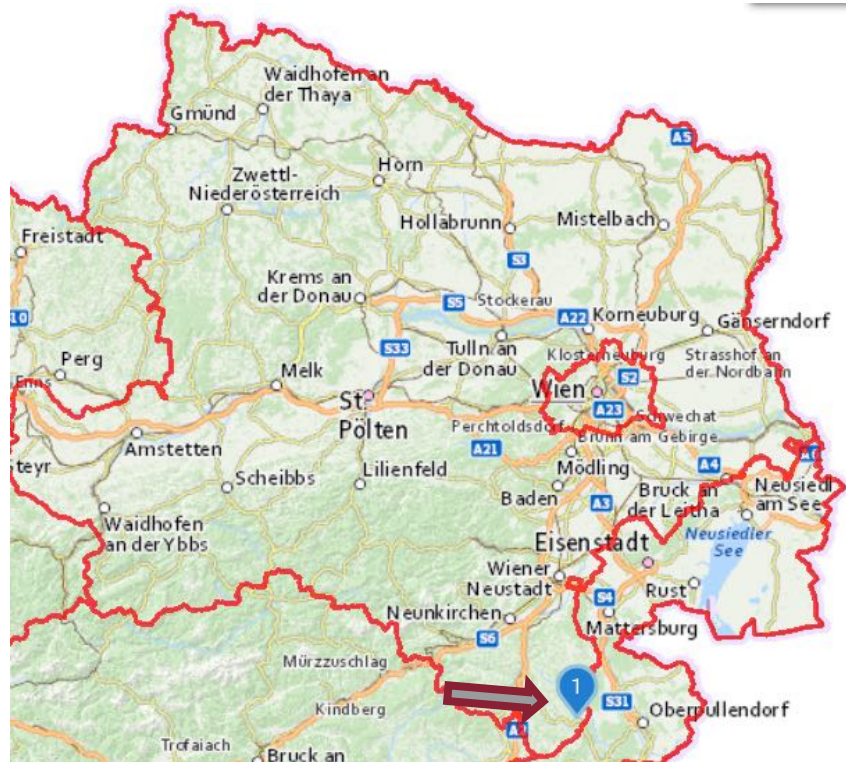 Waidhofen an
der Thaya
Gmünd
A5
Horn
Zwettl-
Niederösterreich
Hollabrunn
Mistelbach
Freistadt
S3
Krems an
der Donau
S5
Stockerau
A22
Korneuburg
Gänserndorf
10
S33
Tulln an
der Donau
Klosterneuburg
Strasshof an
der Nordbahn
Perg
Melk
S2
Enns
St.
Pölten
Wien
A23
Schwechat
Perchtoldsdorf
Brunn am Gebirge
Amstetten
A21
Steyr
Scheibbs
Lilienfeld
Mödling
A4
Baden
A3
Bruck an
der Leitha
Neusiedl
am See
Waidhofen
an der Ybbs
Eisenstadt
Neusiedler
See
Wiener
Neustadt
Rust
S4
Neunkirchen
Mattersburg
S6
Mürzzuschlag
1
Kindberg
S31
Oberpullendorf
Trofaiach
Bruck an